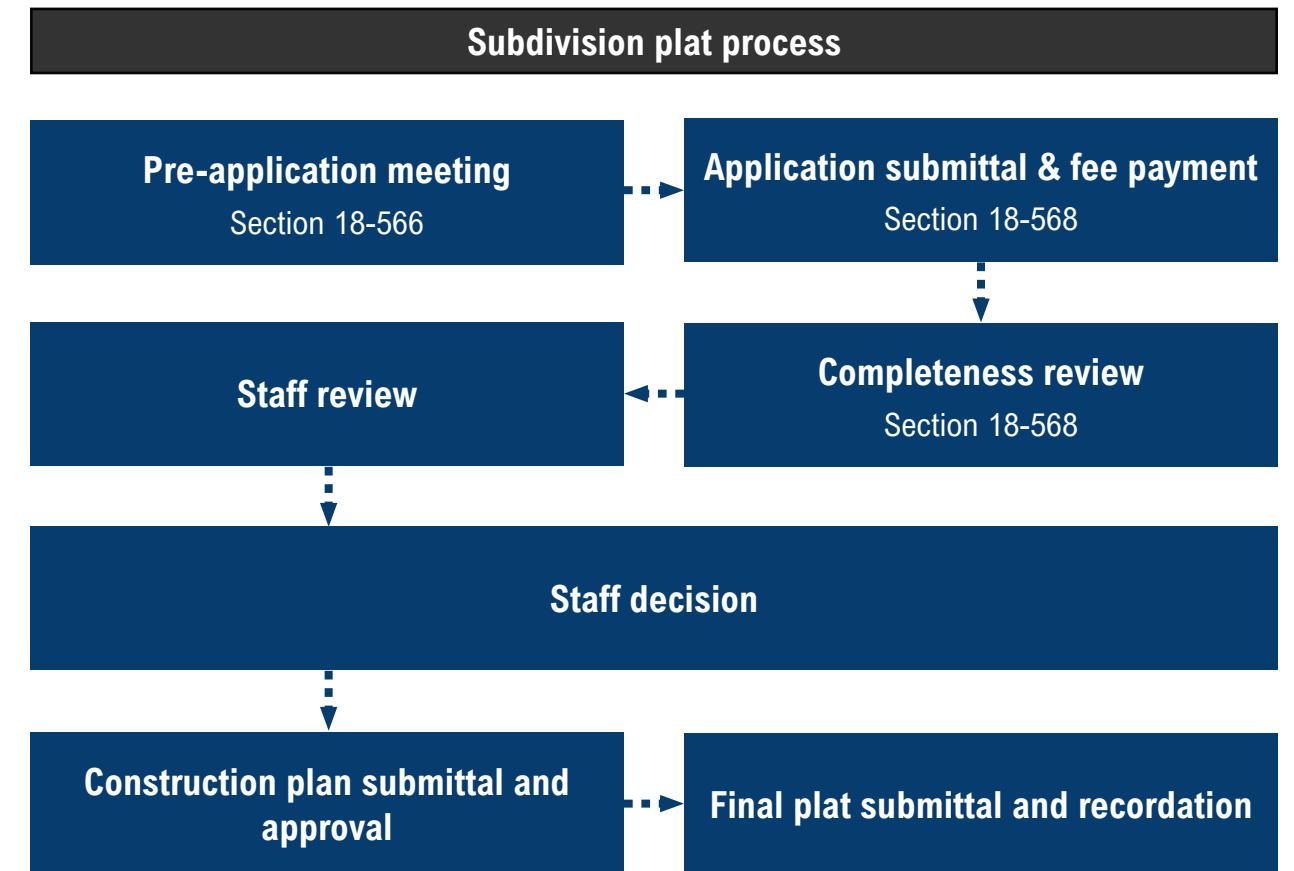 Subdivision plat process
Pre-application meeting
Section 18-566
Application submittal & fee payment
Section 18-568
Completeness review
Section 18-568
Staff review
Staff decision
Construction plan submittal and
approval
Final plat submittal and recordation